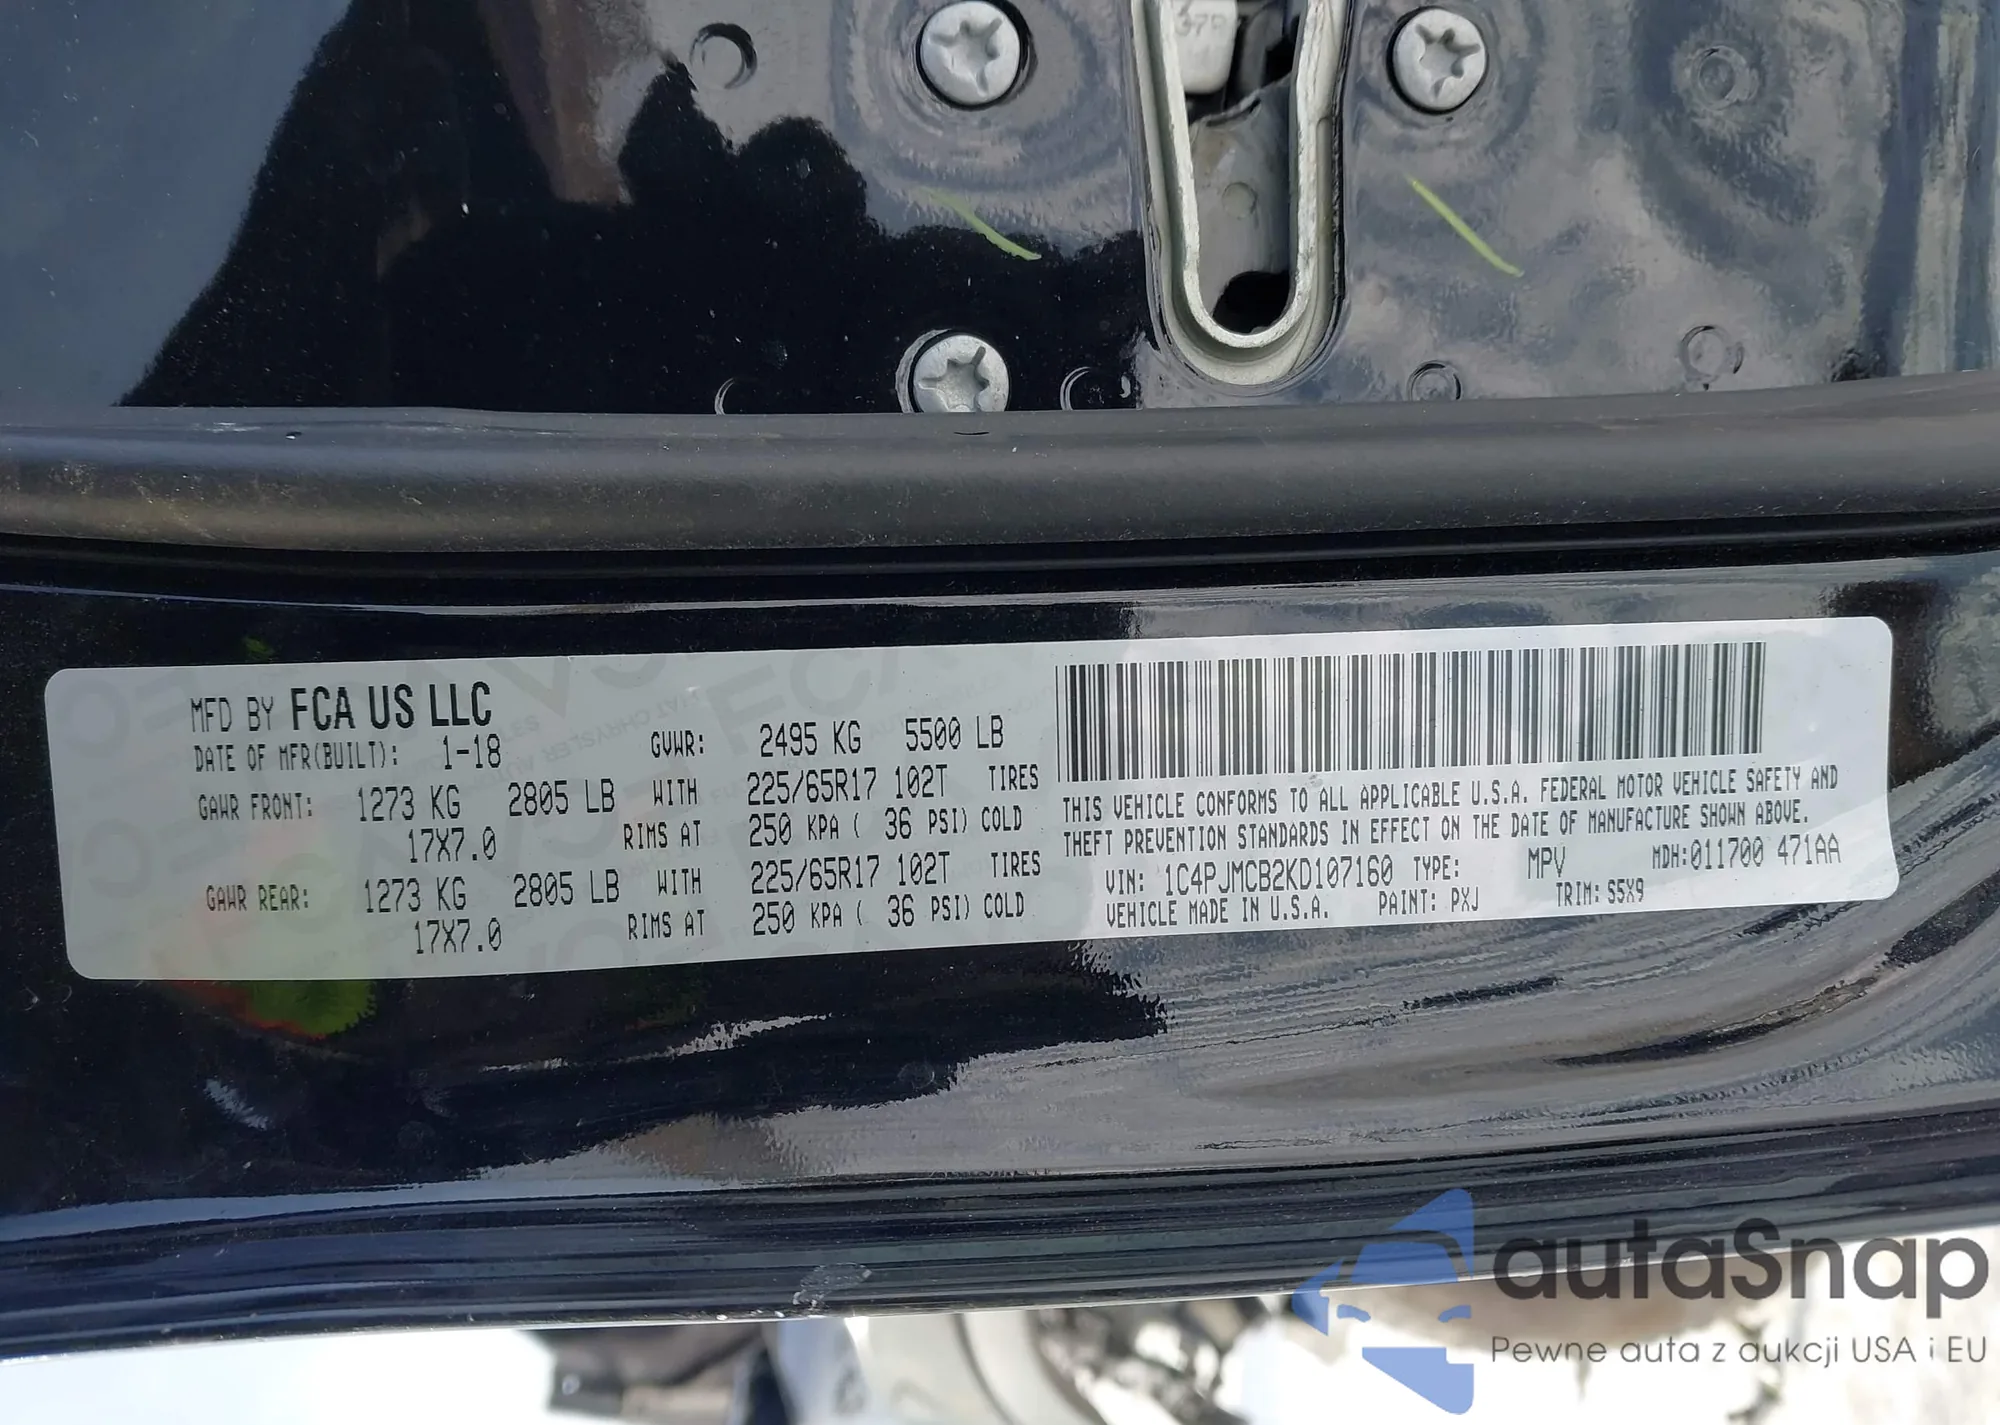 MFD BY FCA US LLC
DATE OF MFR(BUILT): 1-18 GVWR: 2495 KG 5500 LB
GAWR FRONT: 1273 KG 2805 LB WITH 225/65R17 102T TIRES
17X7.0 RIMS AT 250 KPA ( 36 PSI) COLD
GAWR REAR: 1273 KG 2805 LB WITH 225/65R17 102T TIRES
17X7.0 RIMS AT 250 KPA ( 36 PSI) COLD
THIS VEHICLE CONFORMS TO ALL APPLICABLE U.S.A. FEDERAL MOTOR VEHICLE SAFETY AND
THEFT PREVENTION STANDARDS IN EFFECT ON THE DATE OF MANUFACTURE SHOWN ABOVE.
VIN: 1C4PJMCB2KD107160 TYPE: MPV MDH:011700 471AA
VEHICLE MADE IN U.S.A. PAINT: PXJ TRIM: S5X9
autaSnap
Pewne auta z aukcji USA i EU